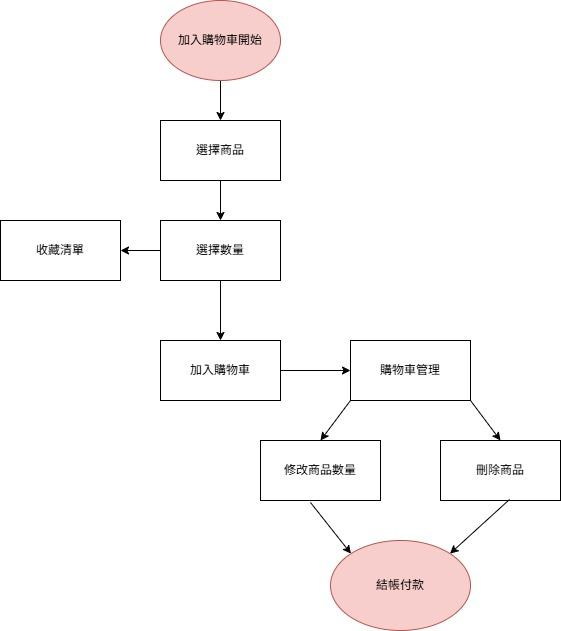 加入購物車開始
選擇商品
收藏清單
選擇數量
加入購物車
購物車管理
修改商品數量
刪除商品
結帳付款